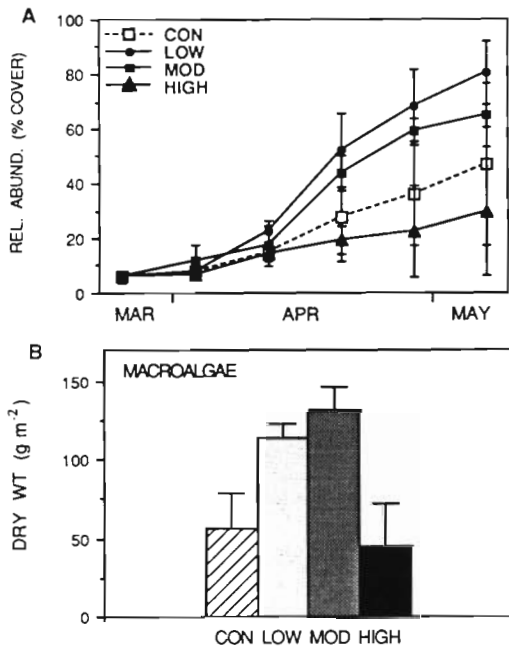 A
CON
LOW
MOD
HIGH
REL. ABUND. (% COVER)
100
80
60
40
20
0
MAR APR MAY
B
MACROALGAE
DRY WT (g m-2)
150
100
50
0
CON LOW MOD HIGH